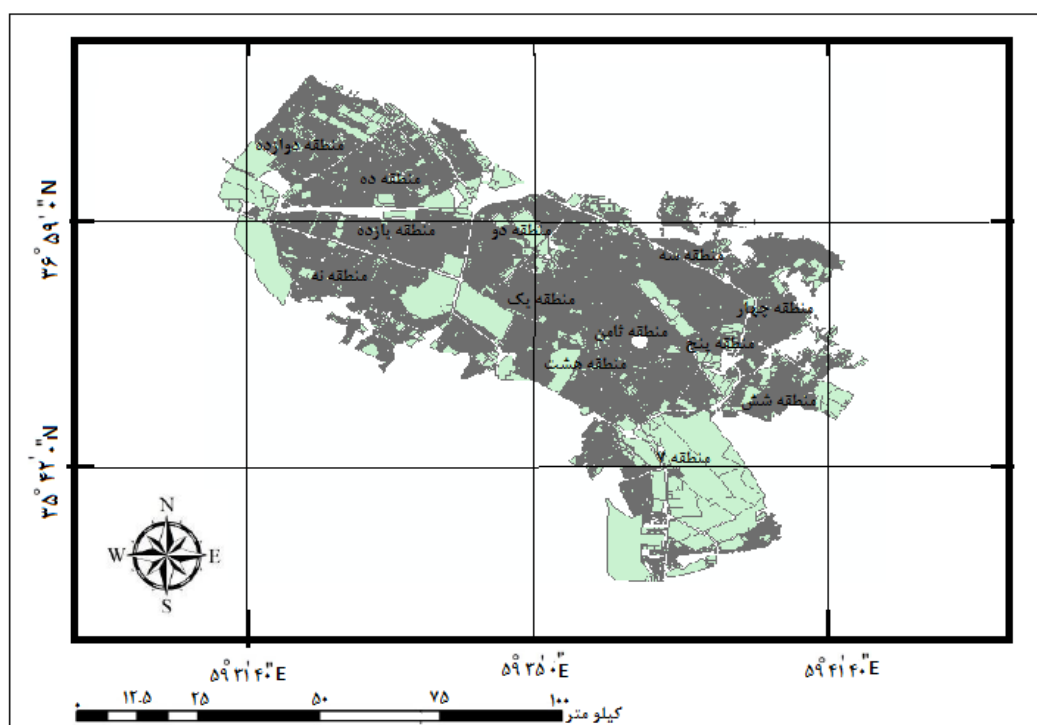 منطقه دوازده
منطقه ده
منطقه یازده
منطقه دو
منطقه سه
منطقه نه
منطقه یک
منطقه چهار
منطقه ثامن
منطقه پنج
منطقه هشت
منطقه شش
منطقه ۷
۳۶° ۵۹' ۰" N
۳۵° ۴۲' ۰" N
N
W E
S
۵۹° ۳۱' ۴۰" E
۵۹° ۳۵' ۰" E
۵۹° ۴۱' ۴۰" E
۰ ۱۲.۵ ۲۵ ۵۰ ۷۵ ۱۰۰
کیلو متر